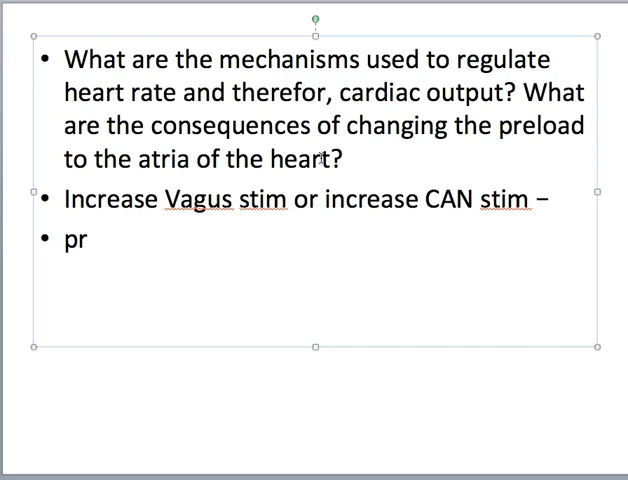 • What are the mechanisms used to regulate
heart rate and therefor, cardiac output? What
are the consequences of changing the preload
to the atria of the heart?
• Increase Vagus stim or increase CAN stim –
• pr